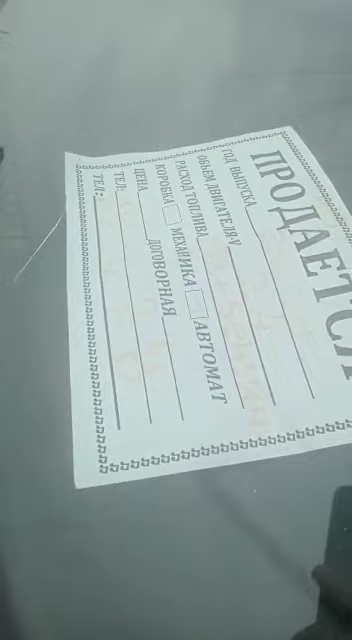 ПРОДАЕТСЯ
ГОД ВЫПУСКА
ОБЪЕМ ДВИГАТЕЛЯ-V
РАСХОД ТОПЛИВА
КОРОБКА МЕХАНИКА АВТОМАТ
ЦЕНА ДОГОВОРНАЯ
ТЕЛ:
ТЕЛ: